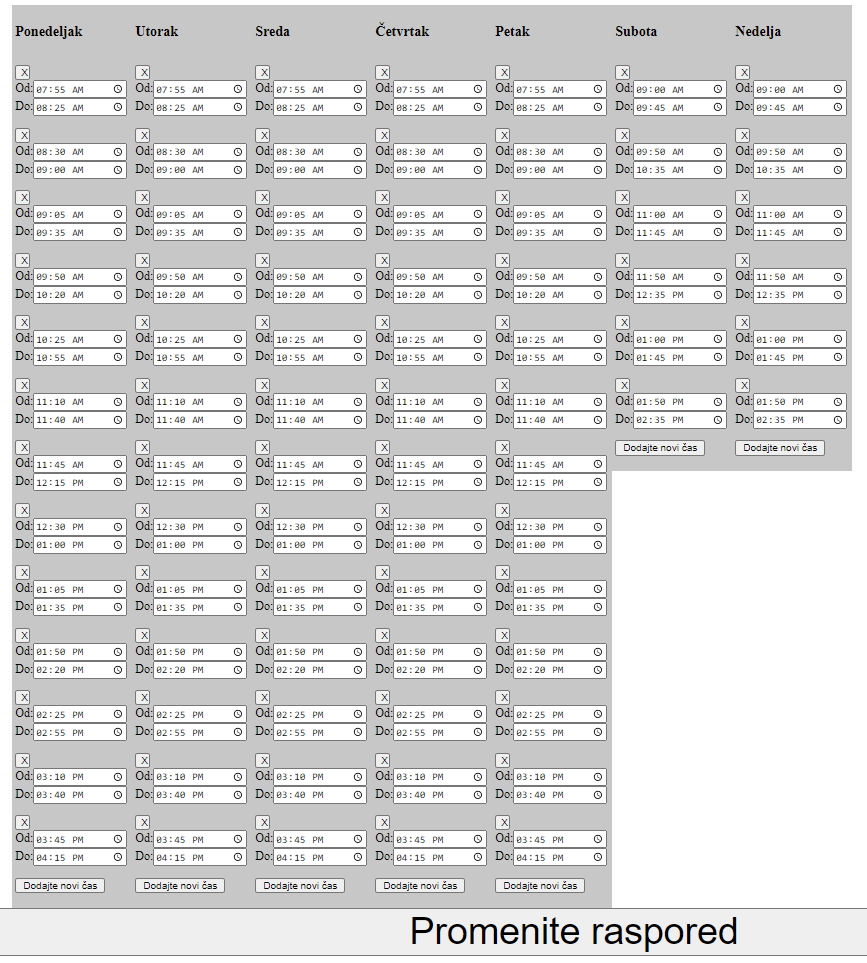 Ponedeljak Utorak Sreda Četvrtak Petak Subota Nedelja
X X X X X X X
Od: 07:55 AM Od: 07:55 AM Od: 07:55 AM Od: 07:55 AM Od: 07:55 AM Od: 09:00 AM Od: 09:00 AM
Do: 08:25 AM Do: 08:25 AM Do: 08:25 AM Do: 08:25 AM Do: 08:25 AM Do: 09:45 AM Do: 09:45 AM
X X X X X X X
Od: 08:30 AM Od: 08:30 AM Od: 08:30 AM Od: 08:30 AM Od: 08:30 AM Od: 09:50 AM Od: 09:50 AM
Do: 09:00 AM Do: 09:00 AM Do: 09:00 AM Do: 09:00 AM Do: 09:00 AM Do: 10:35 AM Do: 10:35 AM
X X X X X X X
Od: 09:05 AM Od: 09:05 AM Od: 09:05 AM Od: 09:05 AM Od: 09:05 AM Od: 11:00 AM Od: 11:00 AM
Do: 09:35 AM Do: 09:35 AM Do: 09:35 AM Do: 09:35 AM Do: 09:35 AM Do: 11:45 AM Do: 11:45 AM
X X X X X X X
Od: 09:50 AM Od: 09:50 AM Od: 09:50 AM Od: 09:50 AM Od: 09:50 AM Od: 11:50 AM Od: 11:50 AM
Do: 10:20 AM Do: 10:20 AM Do: 10:20 AM Do: 10:20 AM Do: 10:20 AM Do: 12:35 PM Do: 12:35 PM
X X X X X X X
Od: 10:25 AM Od: 10:25 AM Od: 10:25 AM Od: 10:25 AM Od: 10:25 AM Od: 01:00 PM Od: 01:00 PM
Do: 10:55 AM Do: 10:55 AM Do: 10:55 AM Do: 10:55 AM Do: 10:55 AM Do: 01:45 PM Do: 01:45 PM
X X X X X X X
Od: 11:10 AM Od: 11:10 AM Od: 11:10 AM Od: 11:10 AM Od: 11:10 AM Od: 01:50 PM Od: 01:50 PM
Do: 11:40 AM Do: 11:40 AM Do: 11:40 AM Do: 11:40 AM Do: 11:40 AM Do: 02:35 PM Do: 02:35 PM
X X X X X Dodajte novi čas Dodajte novi čas
Od: 11:45 AM Od: 11:45 AM Od: 11:45 AM Od: 11:45 AM Od: 11:45 AM
Do: 12:15 PM Do: 12:15 PM Do: 12:15 PM Do: 12:15 PM Do: 12:15 PM
X X X X X
Od: 12:30 PM Od: 12:30 PM Od: 12:30 PM Od: 12:30 PM Od: 12:30 PM
Do: 01:00 PM Do: 01:00 PM Do: 01:00 PM Do: 01:00 PM Do: 01:00 PM
X X X X X
Od: 01:05 PM Od: 01:05 PM Od: 01:05 PM Od: 01:05 PM Od: 01:05 PM
Do: 01:35 PM Do: 01:35 PM Do: 01:35 PM Do: 01:35 PM Do: 01:35 PM
X X X X X
Od: 01:50 PM Od: 01:50 PM Od: 01:50 PM Od: 01:50 PM Od: 01:50 PM
Do: 02:20 PM Do: 02:20 PM Do: 02:20 PM Do: 02:20 PM Do: 02:20 PM
X X X X X
Od: 02:25 PM Od: 02:25 PM Od: 02:25 PM Od: 02:25 PM Od: 02:25 PM
Do: 02:55 PM Do: 02:55 PM Do: 02:55 PM Do: 02:55 PM Do: 02:55 PM
X X X X X
Od: 03:10 PM Od: 03:10 PM Od: 03:10 PM Od: 03:10 PM Od: 03:10 PM
Do: 03:40 PM Do: 03:40 PM Do: 03:40 PM Do: 03:40 PM Do: 03:40 PM
X X X X X
Od: 03:45 PM Od: 03:45 PM Od: 03:45 PM Od: 03:45 PM Od: 03:45 PM
Do: 04:15 PM Do: 04:15 PM Do: 04:15 PM Do: 04:15 PM Do: 04:15 PM
Dodajte novi čas Dodajte novi čas Dodajte novi čas Dodajte novi čas Dodajte novi čas
Promenite raspored